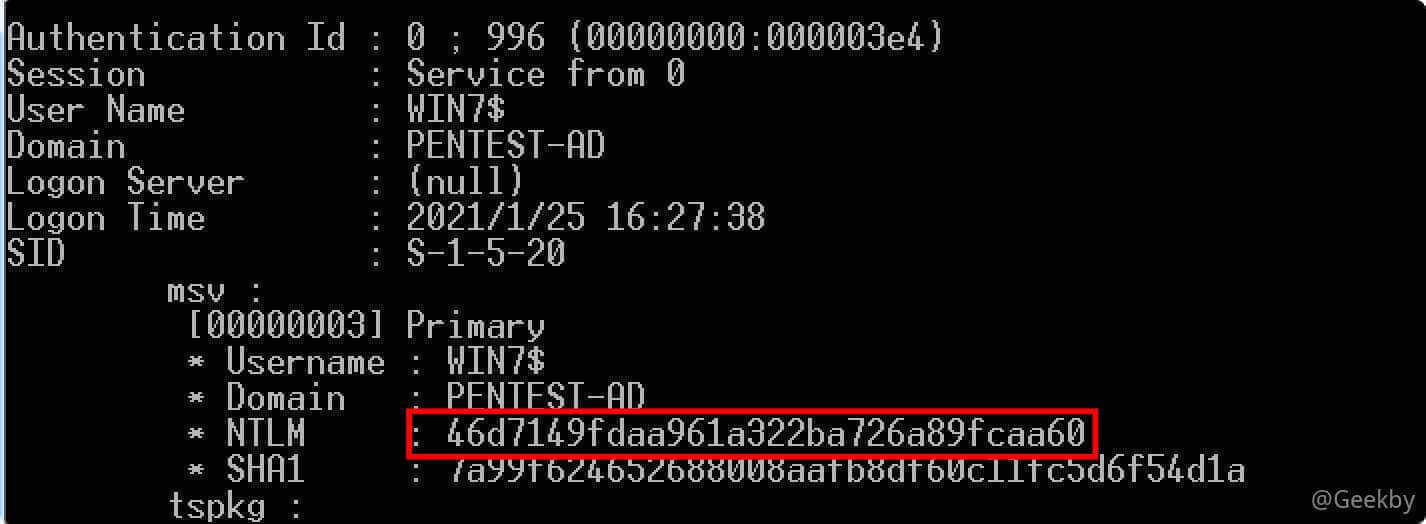 Authentication Id : 0 ; 996 (00000000:000003e4)
Session           : Service from 0
User Name         : WIN7$
Domain            : PENTEST-AD
Logon Server      : (null)
Logon Time        : 2021/1/25 16:27:38
SID               : S-1-5-20
msv :
[00000003] Primary
* Username : WIN7$
* Domain   : PENTEST-AD
* NTLM     : 46d7149fdaa961a322ba726a89fcaa60
* SHA1     : 7a99f624652688008aafb8df60c11fc5d6f54d1a
tspkg :
@Geekby